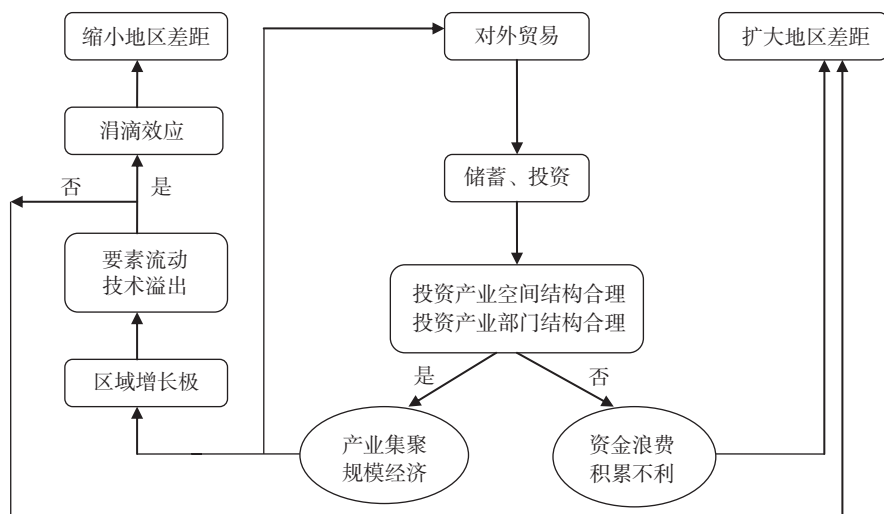 缩小地区差距
对外贸易
扩大地区差距
涓滴效应
储蓄、投资
否
是
要素流动
技术溢出
投资产业空间结构合理
投资产业部门结构合理
区域增长极
是
否
产业集聚
规模经济
资金浪费
积累不利